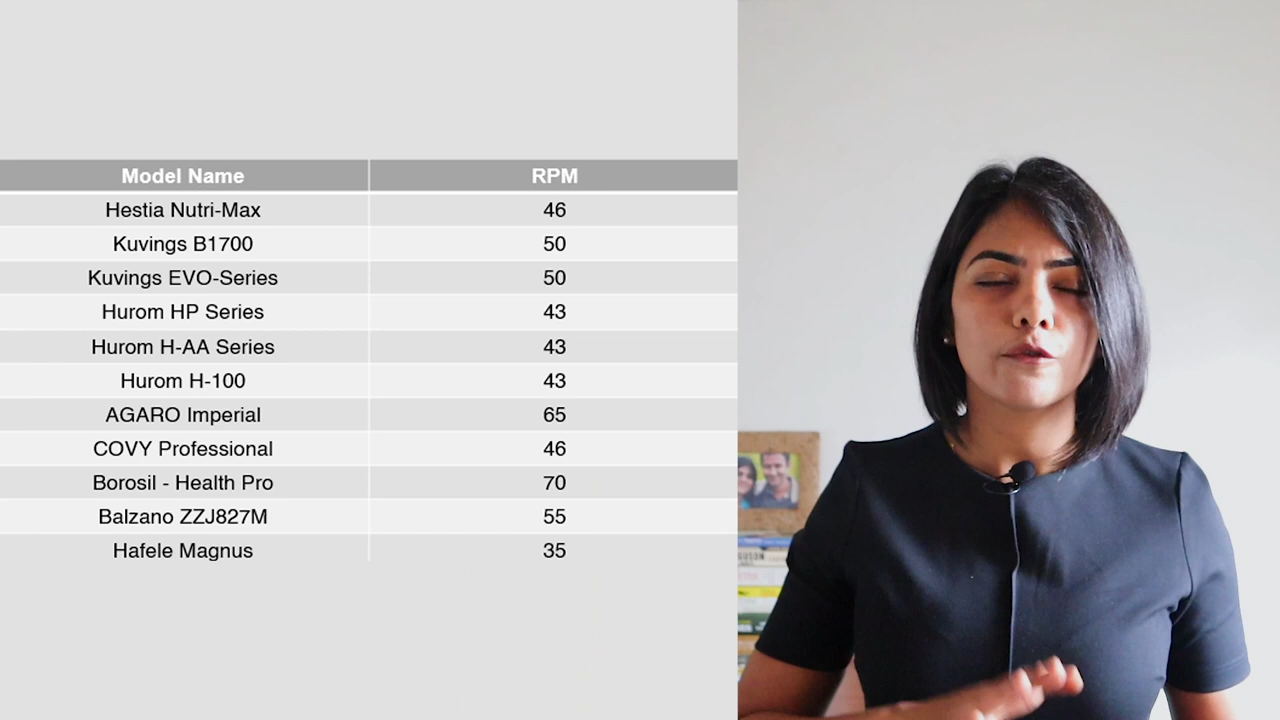 Model Name RPM
Hestia Nutri-Max 46
Kuvings B1700 50
Kuvings EVO-Series 50
Hurom HP Series 43
Hurom H-AA Series 43
Hurom H-100 43
AGARO Imperial 65
COVY Professional 46
Borosil - Health Pro 70
Balzano ZZJ827M 55
Hafele Magnus 35